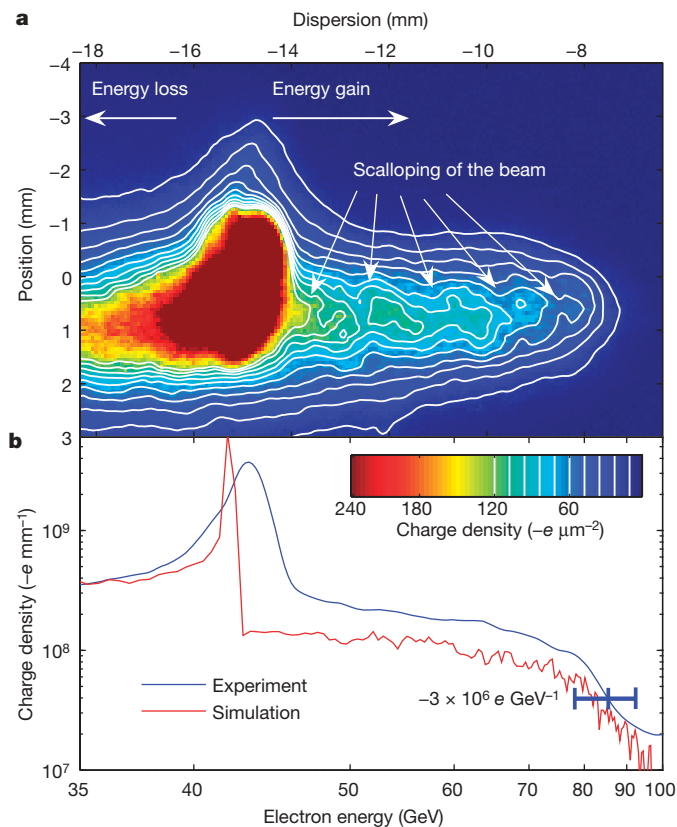 a
Dispersion (mm)
−18 −16 −14 −12 −10 −8
−4
−3
−2
−1
0
1
2
3
Position (mm)
Energy loss
Energy gain
Scalloping of the beam
b
240 180 120 60
Charge density (−e μm⁻²)
10⁹
10⁸
10⁷
Charge density (−e mm⁻¹)
Experiment
Simulation
−3 × 10⁶ e GeV⁻¹
35 40 50 60 70 80 90 100
Electron energy (GeV)